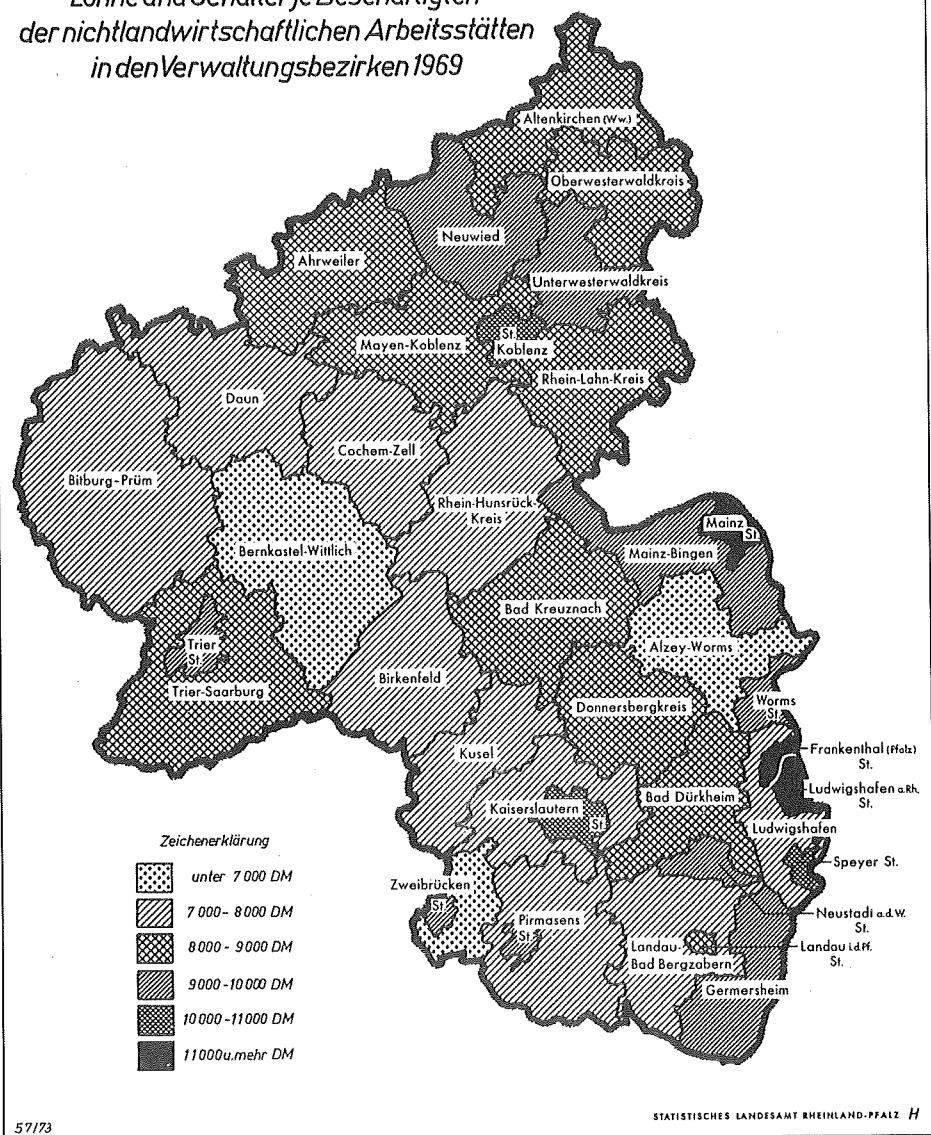 Löhne und Gehälter je Beschäftigten
der nichtlandwirtschaftlichen Arbeitsstätten
in den Verwaltungsbezirken 1969
Altenkirchen (Ww.)
Oberwesterwaldkreis
Neuwied
Ahrweiler
Unterwesterwaldkreis
St.
Koblenz
Mayen-Koblenz
Rhein-Lahn-Kreis
Daun
Cochem-Zell
Bitburg-Prüm
Rhein-Hunsrück-
Kreis
Mainz
St.
Bernkastel-Wittlich
Mainz-Bingen
Bad Kreuznach
Trier
St.
Alzey-Worms
Birkenfeld
Trier-Saarburg
Donnersbergkreis
Worms
St.
Kusel
Frankenthal (Pfalz)
St.
Ludwigshafen a.Rh.
St.
Bad Dürkheim
Kaiserslautern
St.
Ludwigshafen
Speyer St.
Zweibrücken
St.
Pirmasens
St.
Neustadt a.d.W.
St.
Landau i.d.Pf.
St.
Landau-
Bad Bergzabern
Germersheim
Zeichenerklärung
unter 7 000 DM
7 000 - 8 000 DM
8 000 - 9 000 DM
9 000 - 10 000 DM
10 000 - 11 000 DM
11 000 u. mehr DM
STATISTISCHES LANDESAMT RHEINLAND-PFALZ H
57/73